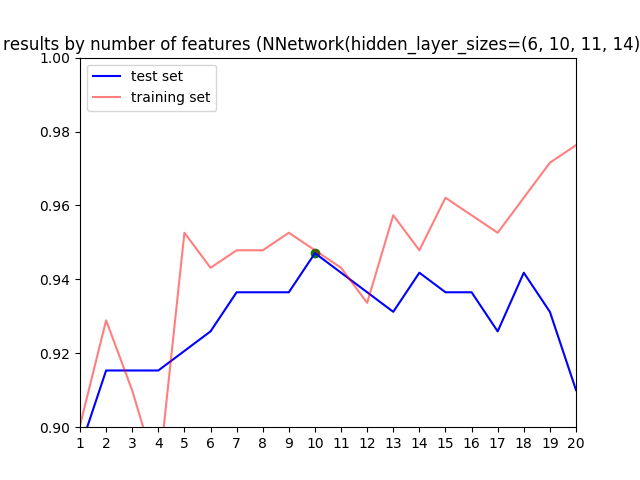 results by number of features (NNetwork(hidden_layer_sizes=(6, 10, 11, 14)
1.00
test set
training set
0.98
0.96
0.94
0.92
0.90
1 2 3 4 5 6 7 8 9 10 11 12 13 14 15 16 17 18 19 20